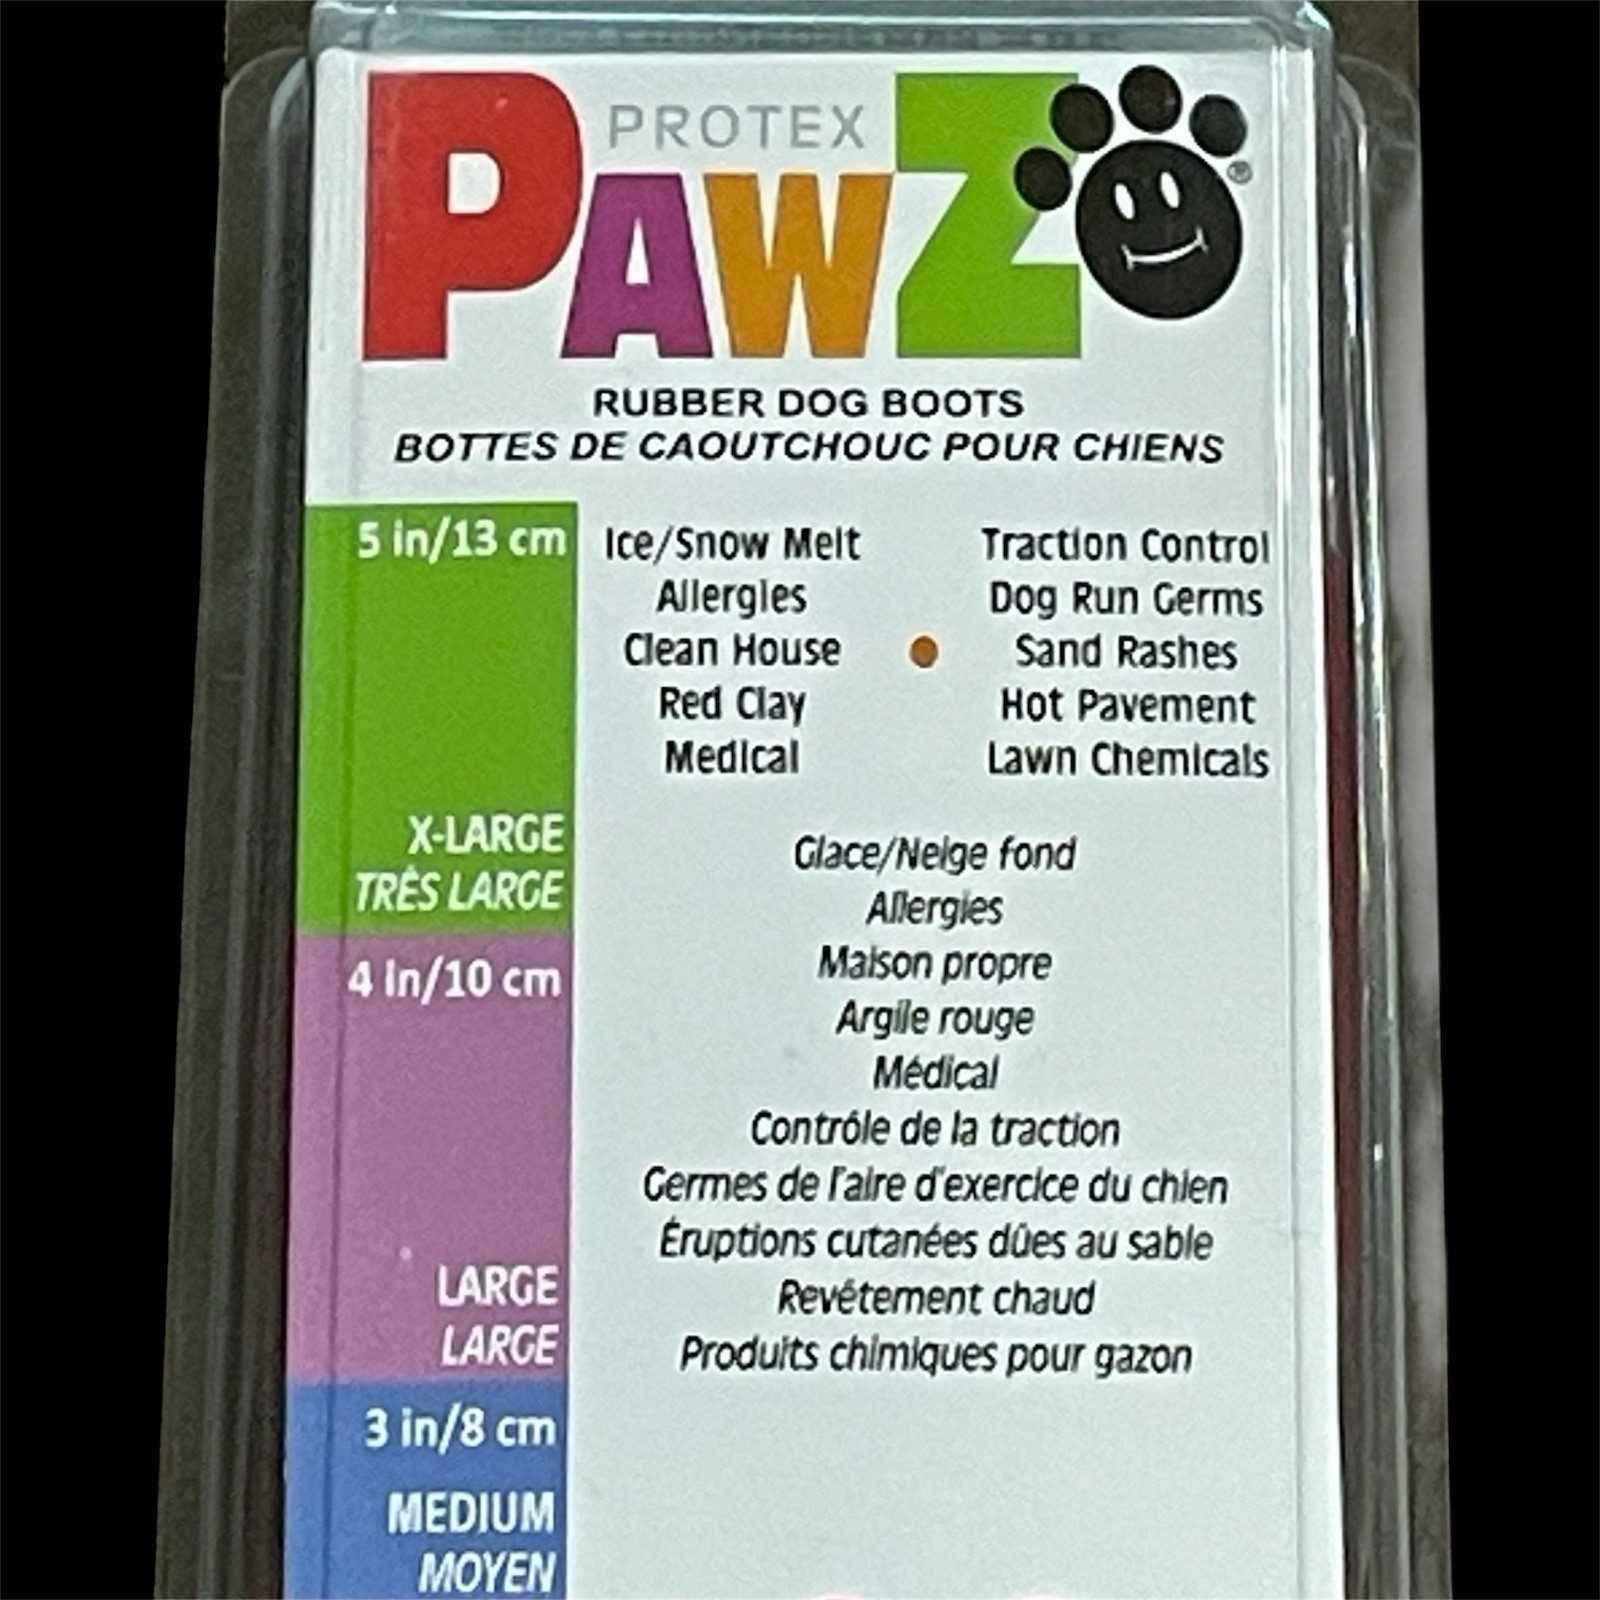 PROTEX
PAWZ®
RUBBER DOG BOOTS
BOTTES DE CAOUTCHOUC POUR CHIENS
5 in/13 cm
X-LARGE
TRÈS LARGE
4 in/10 cm
LARGE
LARGE
3 in/8 cm
MEDIUM
MOYEN
Ice/Snow Melt
Allergies
Clean House
Red Clay
Medical
•
Traction Control
Dog Run Germs
Sand Rashes
Hot Pavement
Lawn Chemicals
Glace/Neige fond
Allergies
Maison propre
Argile rouge
Médical
Contrôle de la traction
Germes de l'aire d'exercice du chien
Éruptions cutanées dûes au sable
Revêtement chaud
Produits chimiques pour gazon